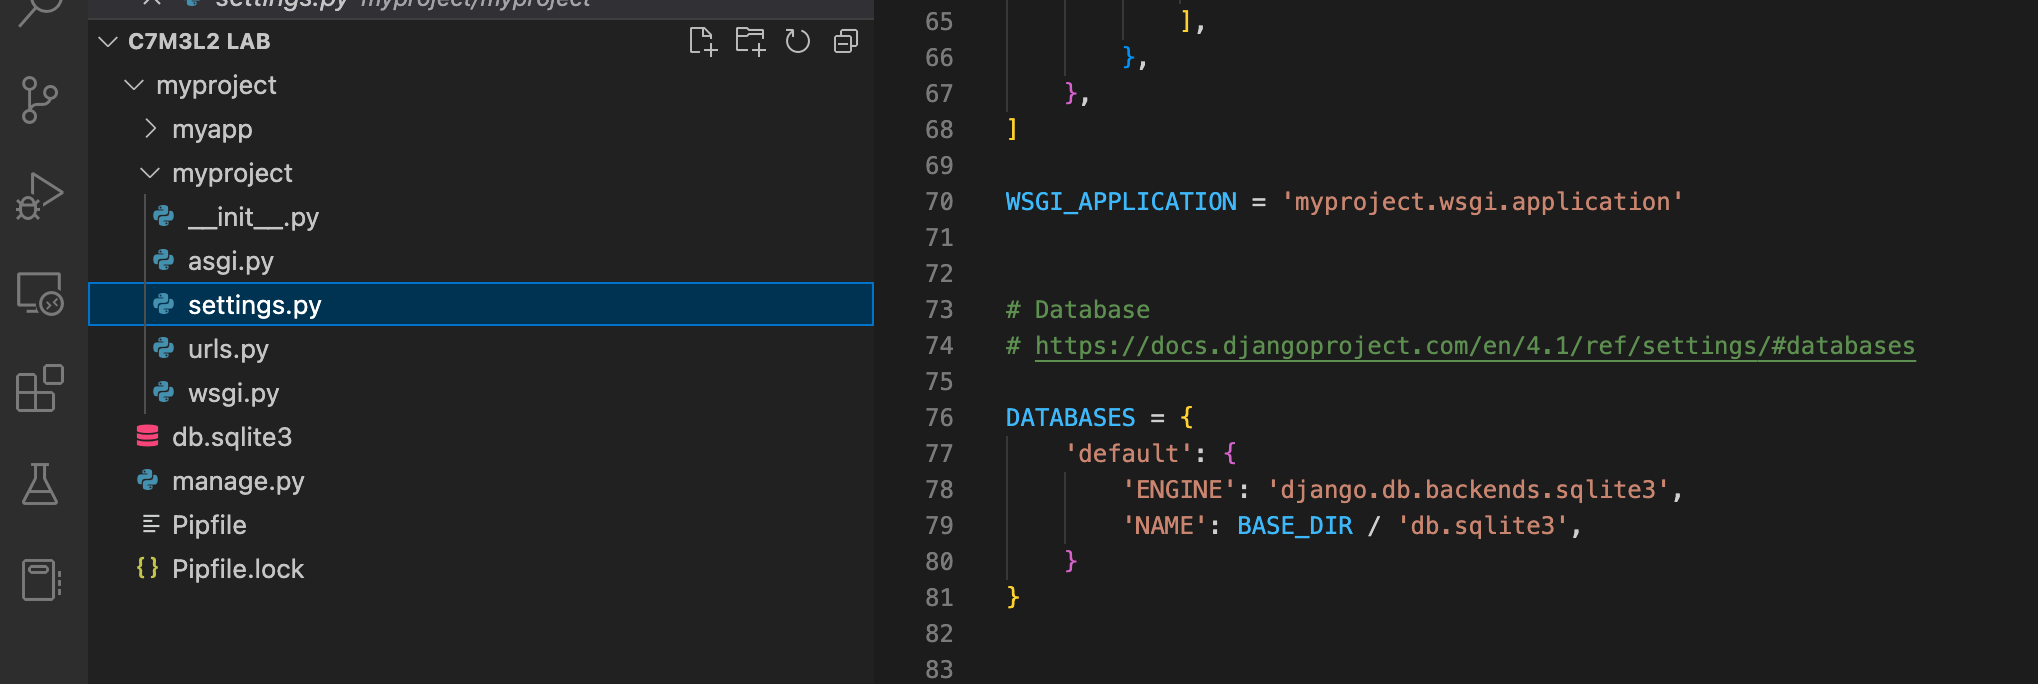 settings.py myproject/myproject
C7M3L2 LAB
myproject
myapp
myproject
__init__.py
asgi.py
settings.py
urls.py
wsgi.py
db.sqlite3
manage.py
Pipfile
{} Pipfile.lock
65 ],
66 },
67 },
68 ]
69
70 WSGI_APPLICATION = 'myproject.wsgi.application'
71
72
73 # Database
74 # https://docs.djangoproject.com/en/4.1/ref/settings/#databases
75
76 DATABASES = {
77 'default': {
78 'ENGINE': 'django.db.backends.sqlite3',
79 'NAME': BASE_DIR / 'db.sqlite3',
80 }
81 }
82
83